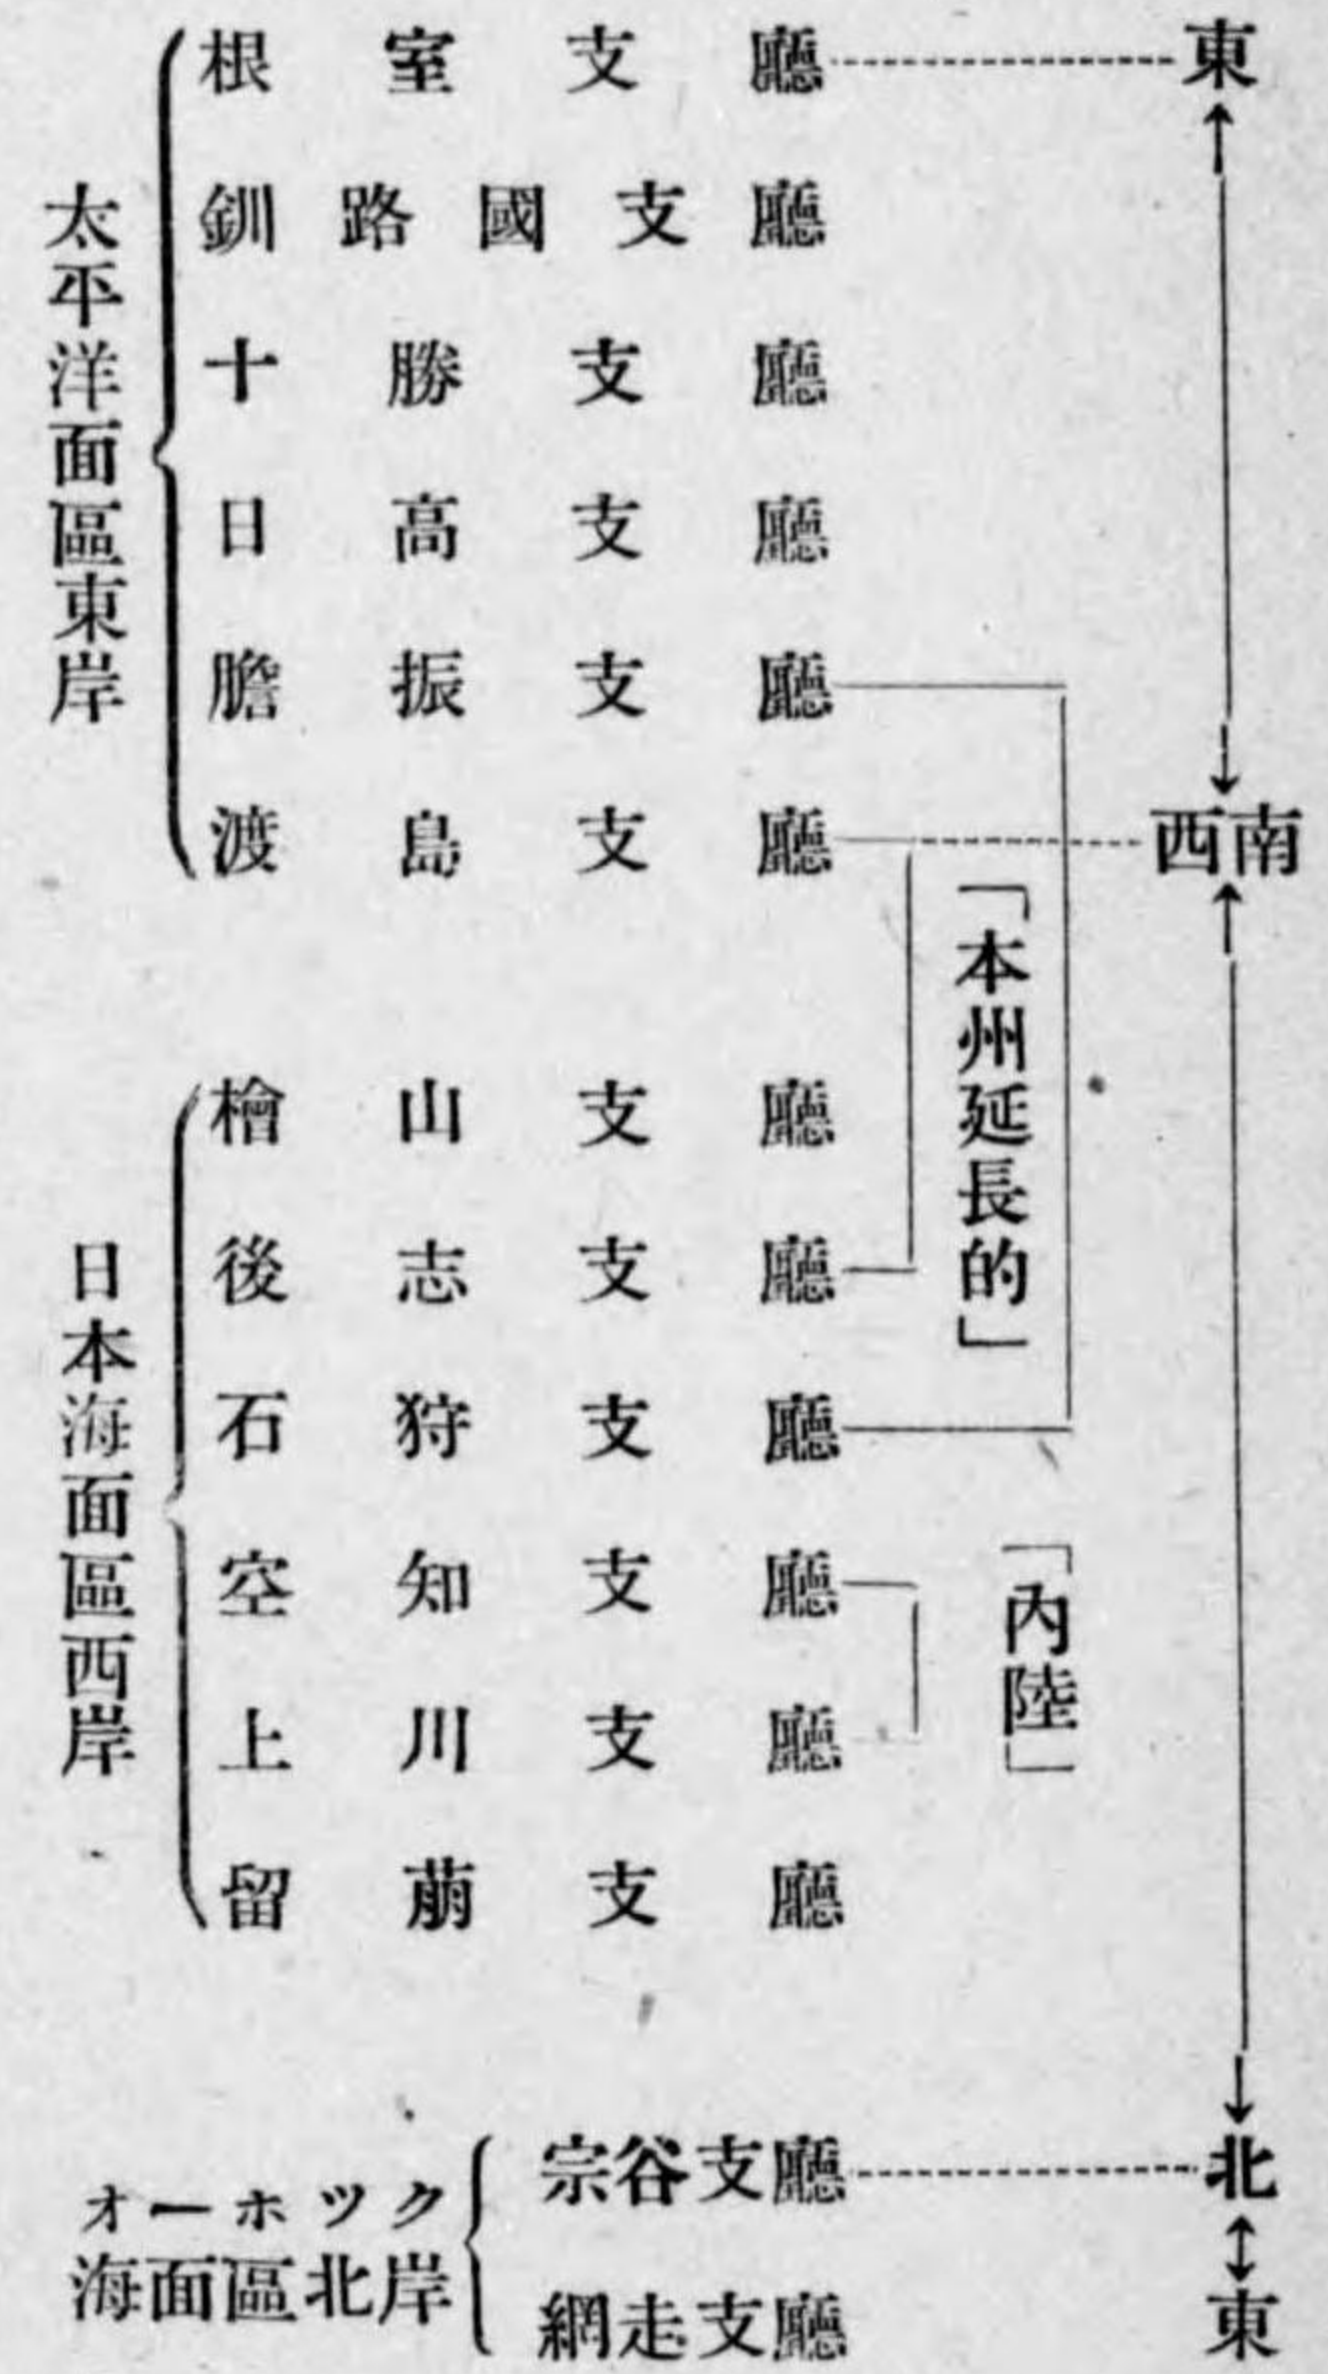 太平洋面區東岸
根室支廳
釧路國支廳
十勝支廳
日高支廳
膽振支廳
渡島支廳
日本海面區西岸
檜山支廳
後志支廳
石狩支廳
空知支廳
上川支廳
留萠支廳
オーホツク
海面區北岸
宗谷支廳
網走支廳
「本州延長的」
「內陸」
東
西南
北
東